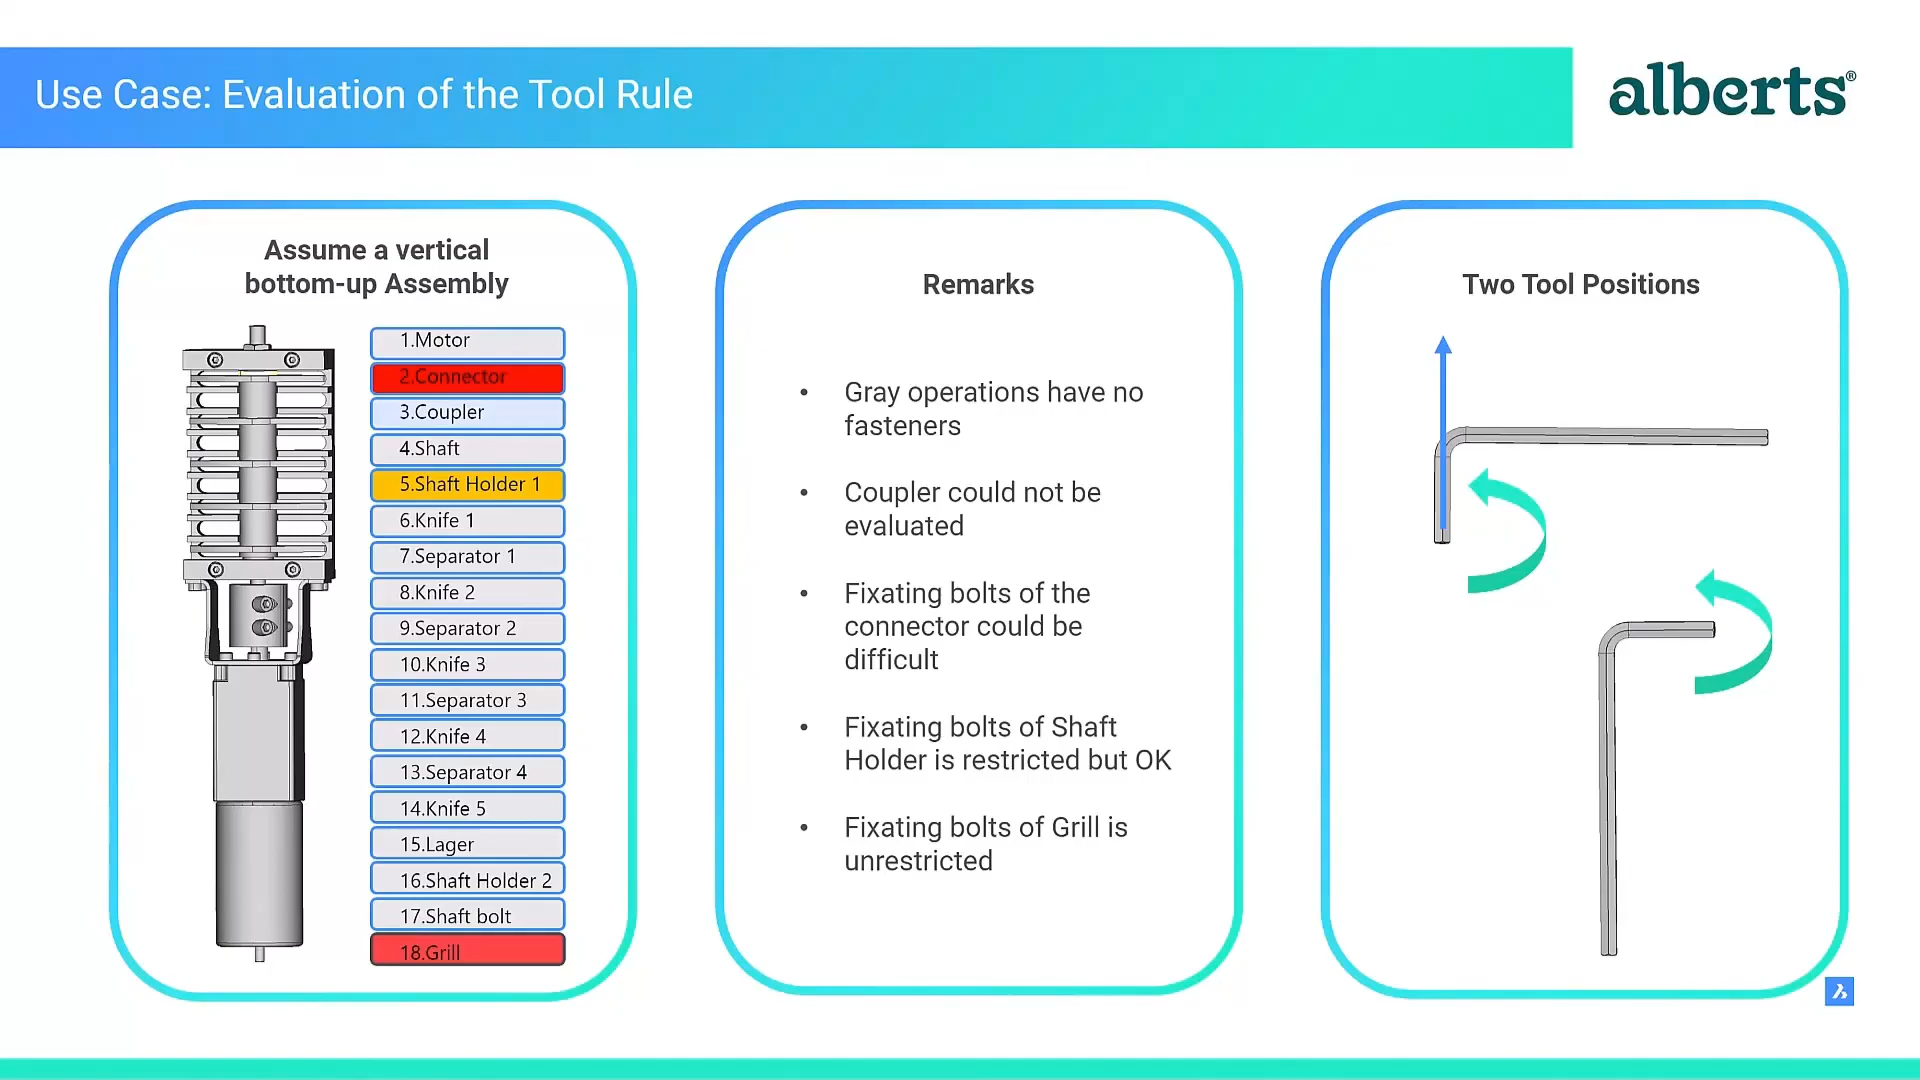 Use Case: Evaluation of the Tool Rule
alberts®
Assume a vertical
bottom-up Assembly
1.Motor
2.Connector
3.Coupler
4.Shaft
5.Shaft Holder 1
6.Knife 1
7.Separator 1
8.Knife 2
9.Separator 2
10.Knife 3
11.Separator 3
12.Knife 4
13.Separator 4
14.Knife 5
15.Lager
16.Shaft Holder 2
17.Shaft bolt
18.Grill
Remarks
• Gray operations have no
fasteners
• Coupler could not be
evaluated
• Fixating bolts of the
connector could be
difficult
• Fixating bolts of Shaft
Holder is restricted but OK
• Fixating bolts of Grill is
unrestricted
Two Tool Positions